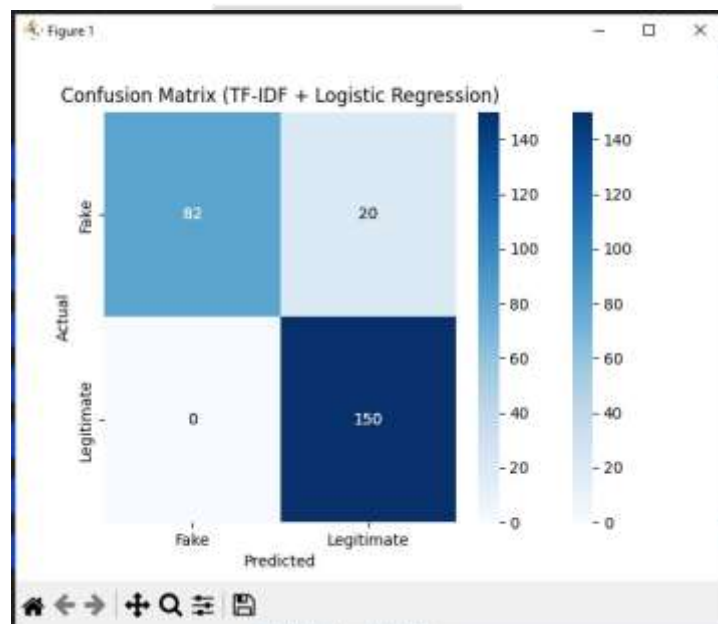 Figure 1
Confusion Matrix (TF-IDF + Logistic Regression)
Actual
Fake
Legitimate
82
20
0
150
Fake
Legitimate
Predicted
140
120
100
80
60
40
20
0
140
120
100
80
60
40
20
0